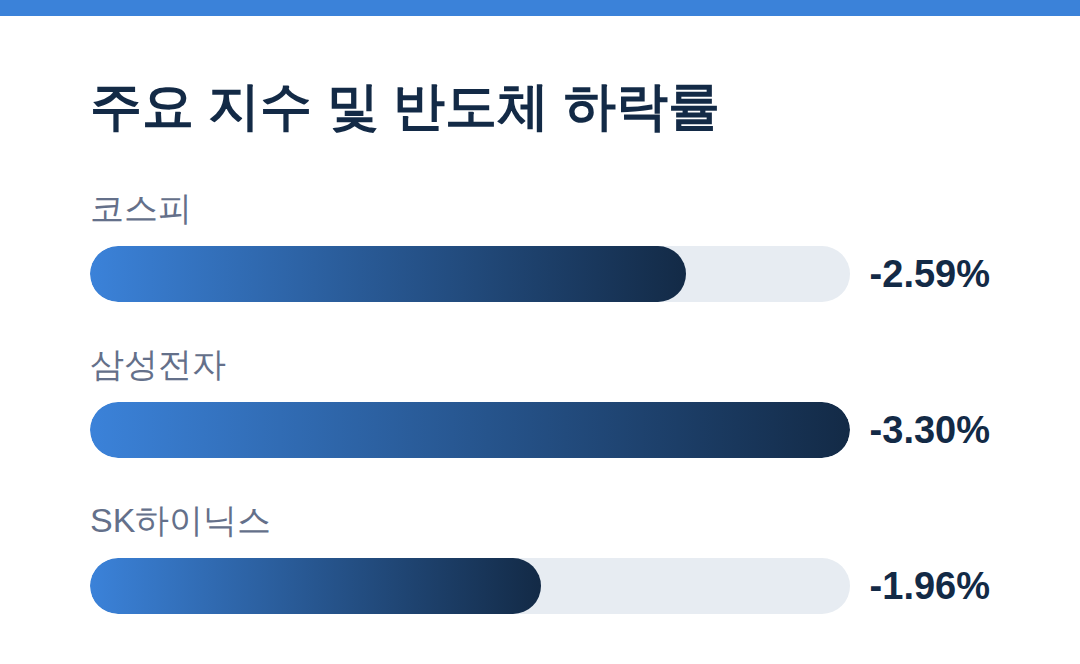 주요 지수 및 반도체 하락률
코스피
-2.59%
삼성전자
-3.30%
SK하이닉스
-1.96%